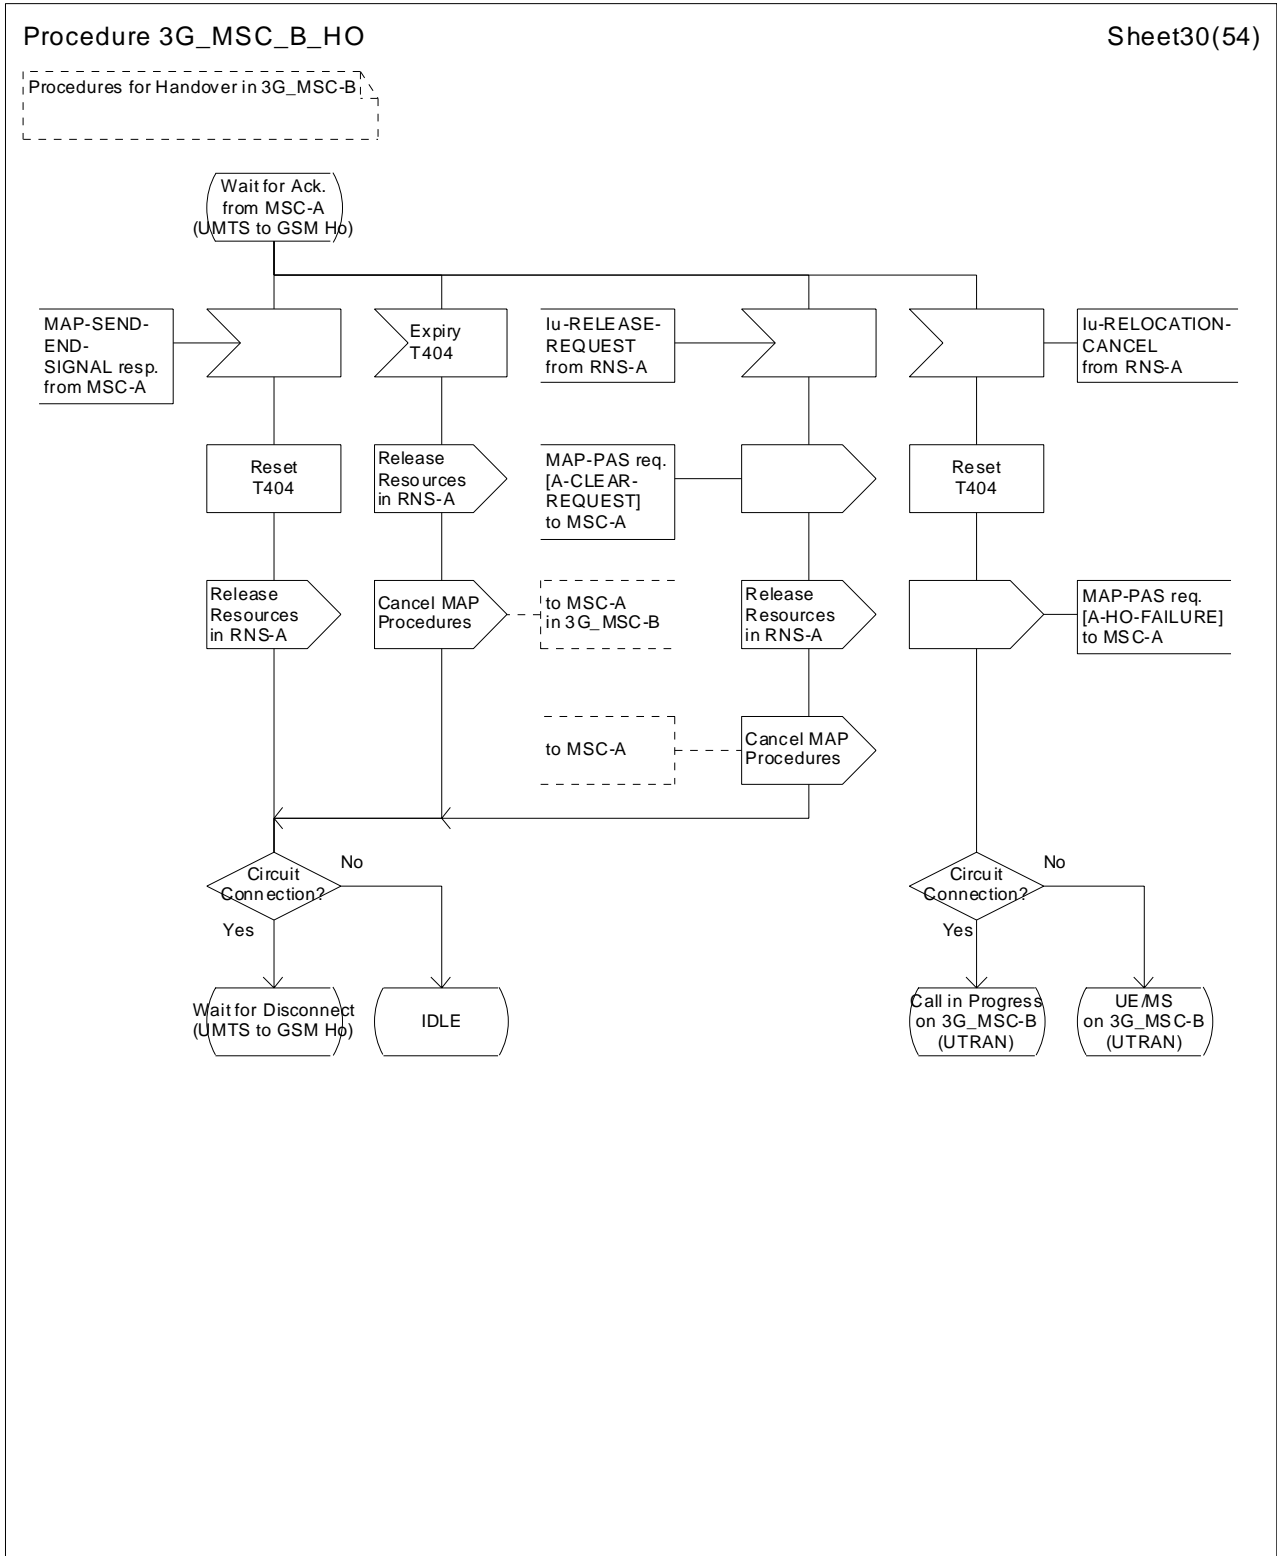 Procedure 3G_MSC_B_HO
Sheet30(54)
Procedures for Handover in 3G_MSC-B
Wait for Ack.
from MSC-A
(UMTS to GSM Ho)
MAP-SEND-
END-
SIGNAL resp.
from MSC-A
Expiry
T404
Iu-RELEASE-
REQUEST
from RNS-A
Iu-RELOCATION-
CANCEL
from RNS-A
Reset
T404
Release
Resources
in RNS-A
MAP-PAS req.
[A-CLEAR-
REQUEST]
to MSC-A
Reset
T404
Release
Resources
in RNS-A
Cancel MAP
Procedures
to MSC-A
in 3G_MSC-B
Release
Resources
in RNS-A
MAP-PAS req.
[A-HO-FAILURE]
to MSC-A
to MSC-A
Cancel MAP
Procedures
Circuit
Connection?
No
Yes
Circuit
Connection?
No
Yes
Wait for Disconnect
(UMTS to GSM Ho)
IDLE
Call in Progress
on 3G_MSC-B
(UTRAN)
UE/MS
on 3G_MSC-B
(UTRAN)